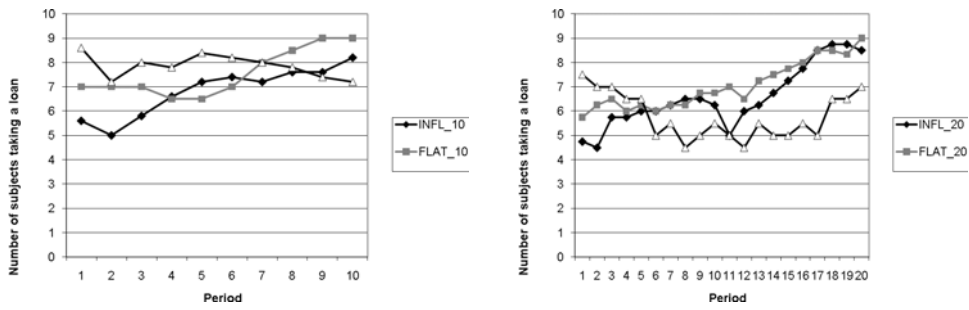 Number of subjects taking a loan
10
9
8
7
6
5
4
3
2
1
0
1 2 3 4 5 6 7 8 9 10
Period
INFL_10
FLAT_10
Number of subjects taking a loan
10
9
8
7
6
5
4
3
2
1
0
1 2 3 4 5 6 7 8 9 10 11 12 13 14 15 16 17 18 19 20
Period
INFL_20
FLAT_20